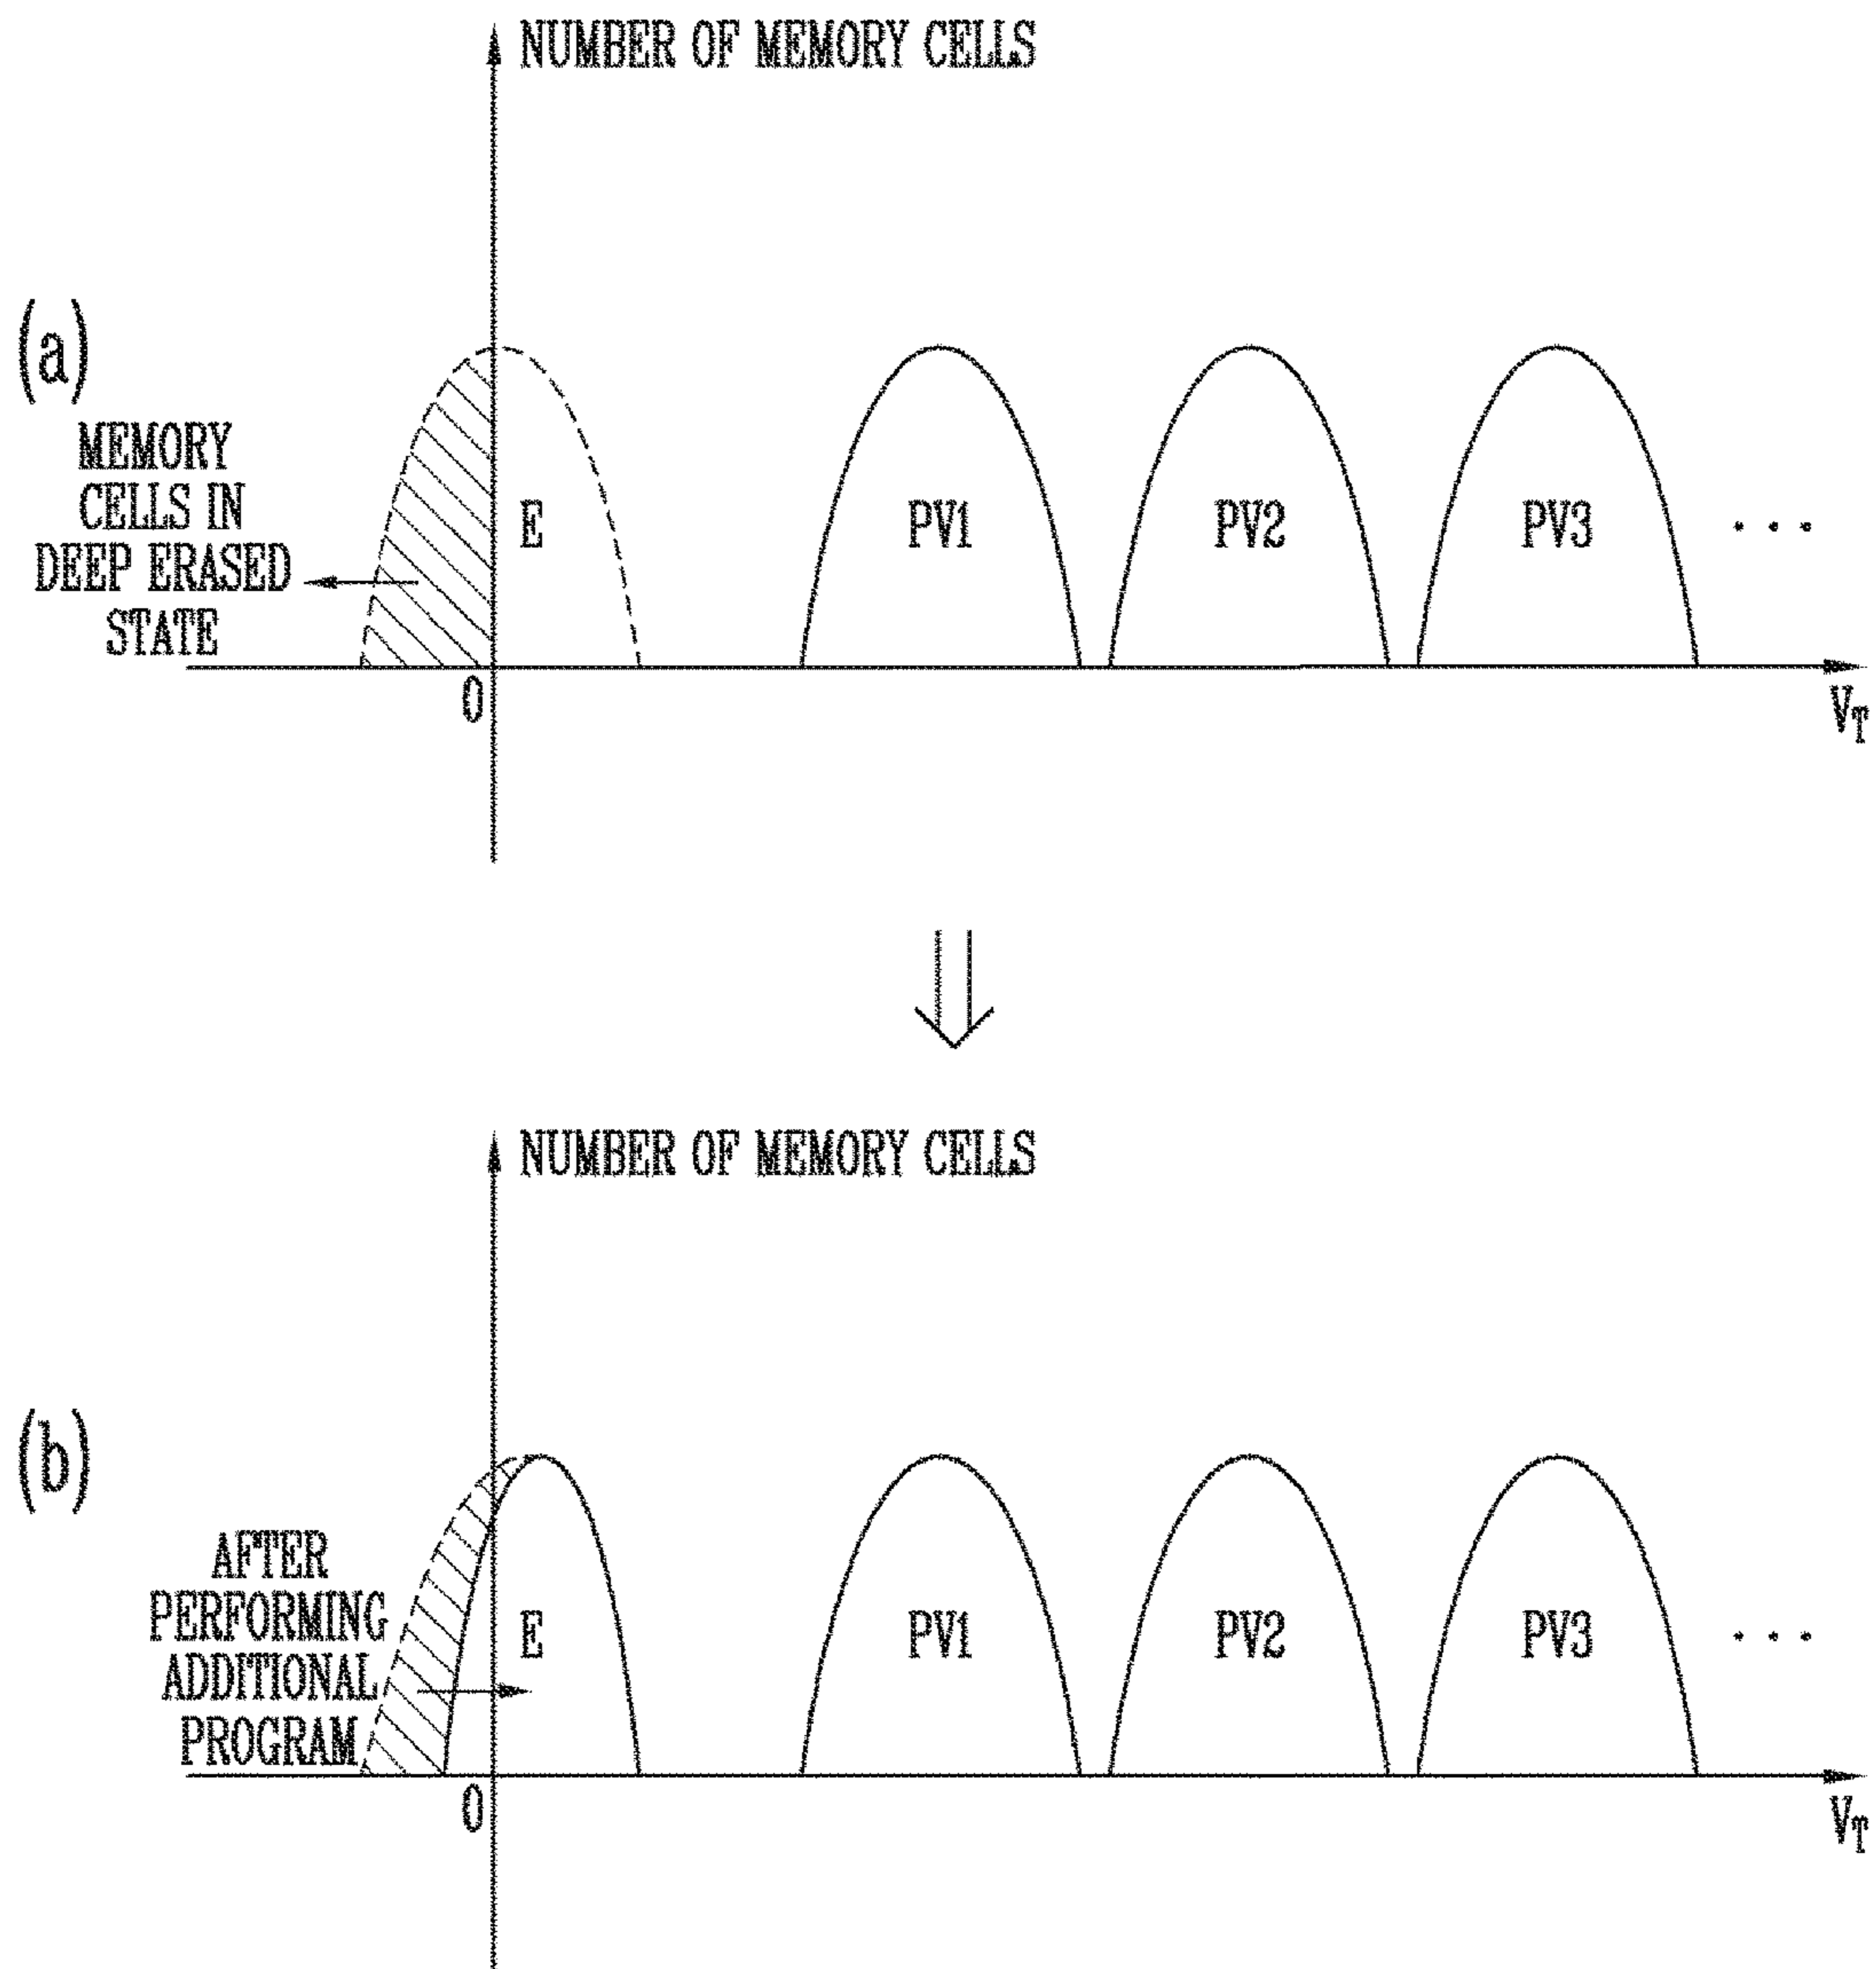 NUMBER OF MEMORY CELLS
(a)
MEMORY
CELLS IN
DEEP ERASED
STATE
E
PV1
PV2
PV3
...
0
VT
NUMBER OF MEMORY CELLS
(b)
AFTER
PERFORMING
ADDITIONAL
PROGRAM
E
PV1
PV2
PV3
...
0
VT